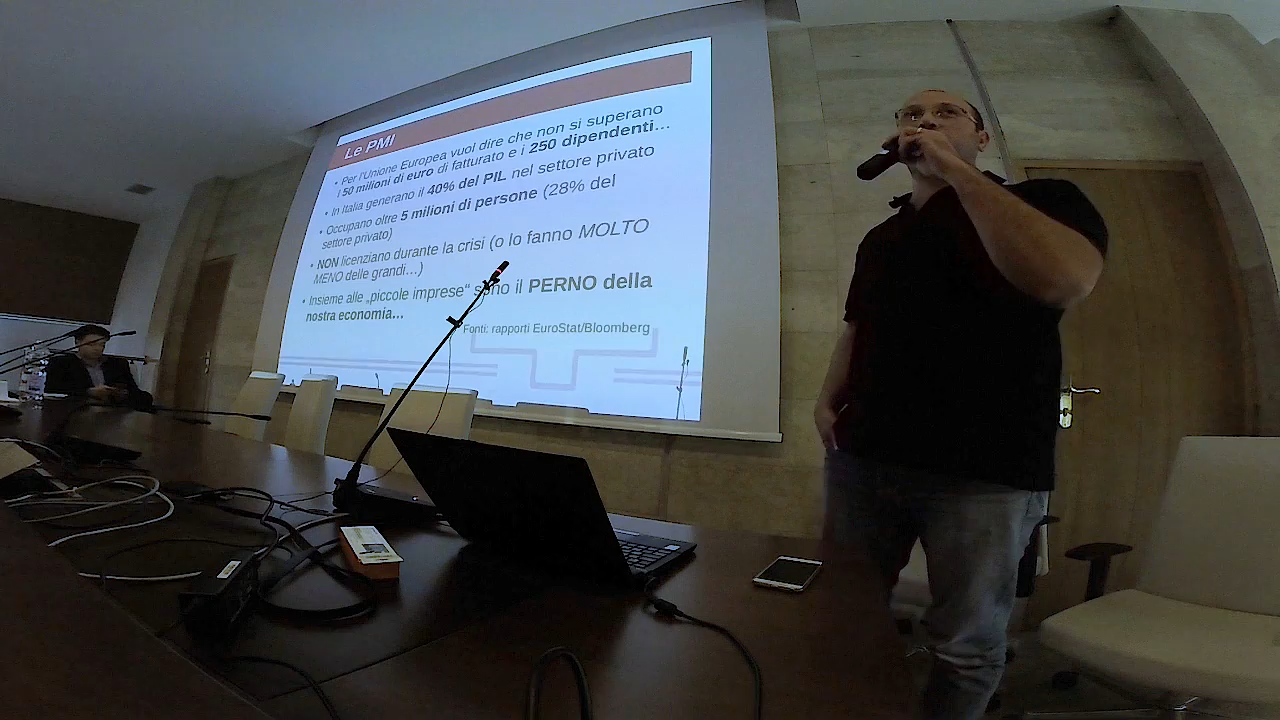 Le PMI
• Per l'Unione Europea vuol dire che non si superano
i 50 milioni di euro di fatturato e i 250 dipendenti...
• In Italia generano il 40% del PIL nel settore privato
• Occupano oltre 5 milioni di persone (28% del
settore privato)
• NON licenziano durante la crisi (o lo fanno MOLTO
MENO delle grandi...)
• Insieme alle „piccole imprese“ sono il PERNO della
nostra economia...
Fonti: rapporti EuroStat/Bloomberg